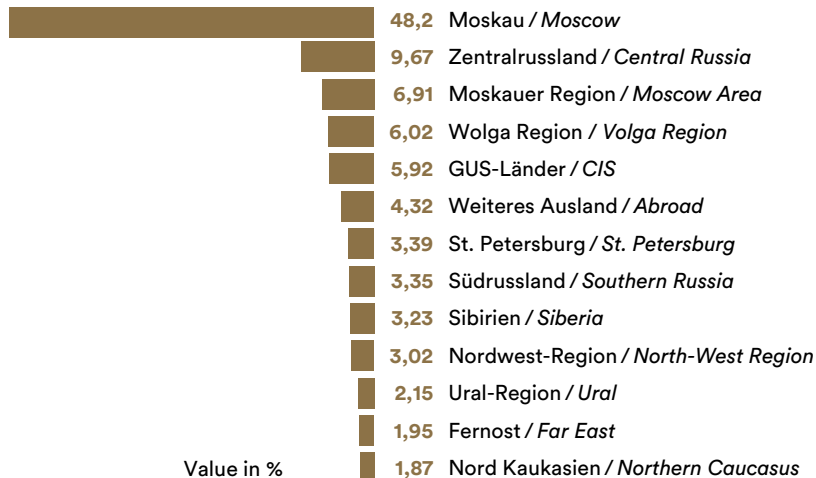 48,2 Moskau / Moscow
9,67 Zentralrussland / Central Russia
6,91 Moskauer Region / Moscow Area
6,02 Wolga Region / Volga Region
5,92 GUS-Länder / CIS
4,32 Weiteres Ausland / Abroad
3,39 St. Petersburg / St. Petersburg
3,35 Südrussland / Southern Russia
3,23 Sibirien / Siberia
3,02 Nordwest-Region / North-West Region
2,15 Ural-Region / Ural
1,95 Fernost / Far East
Value in % 1,87 Nord Kaukasien / Northern Caucasus